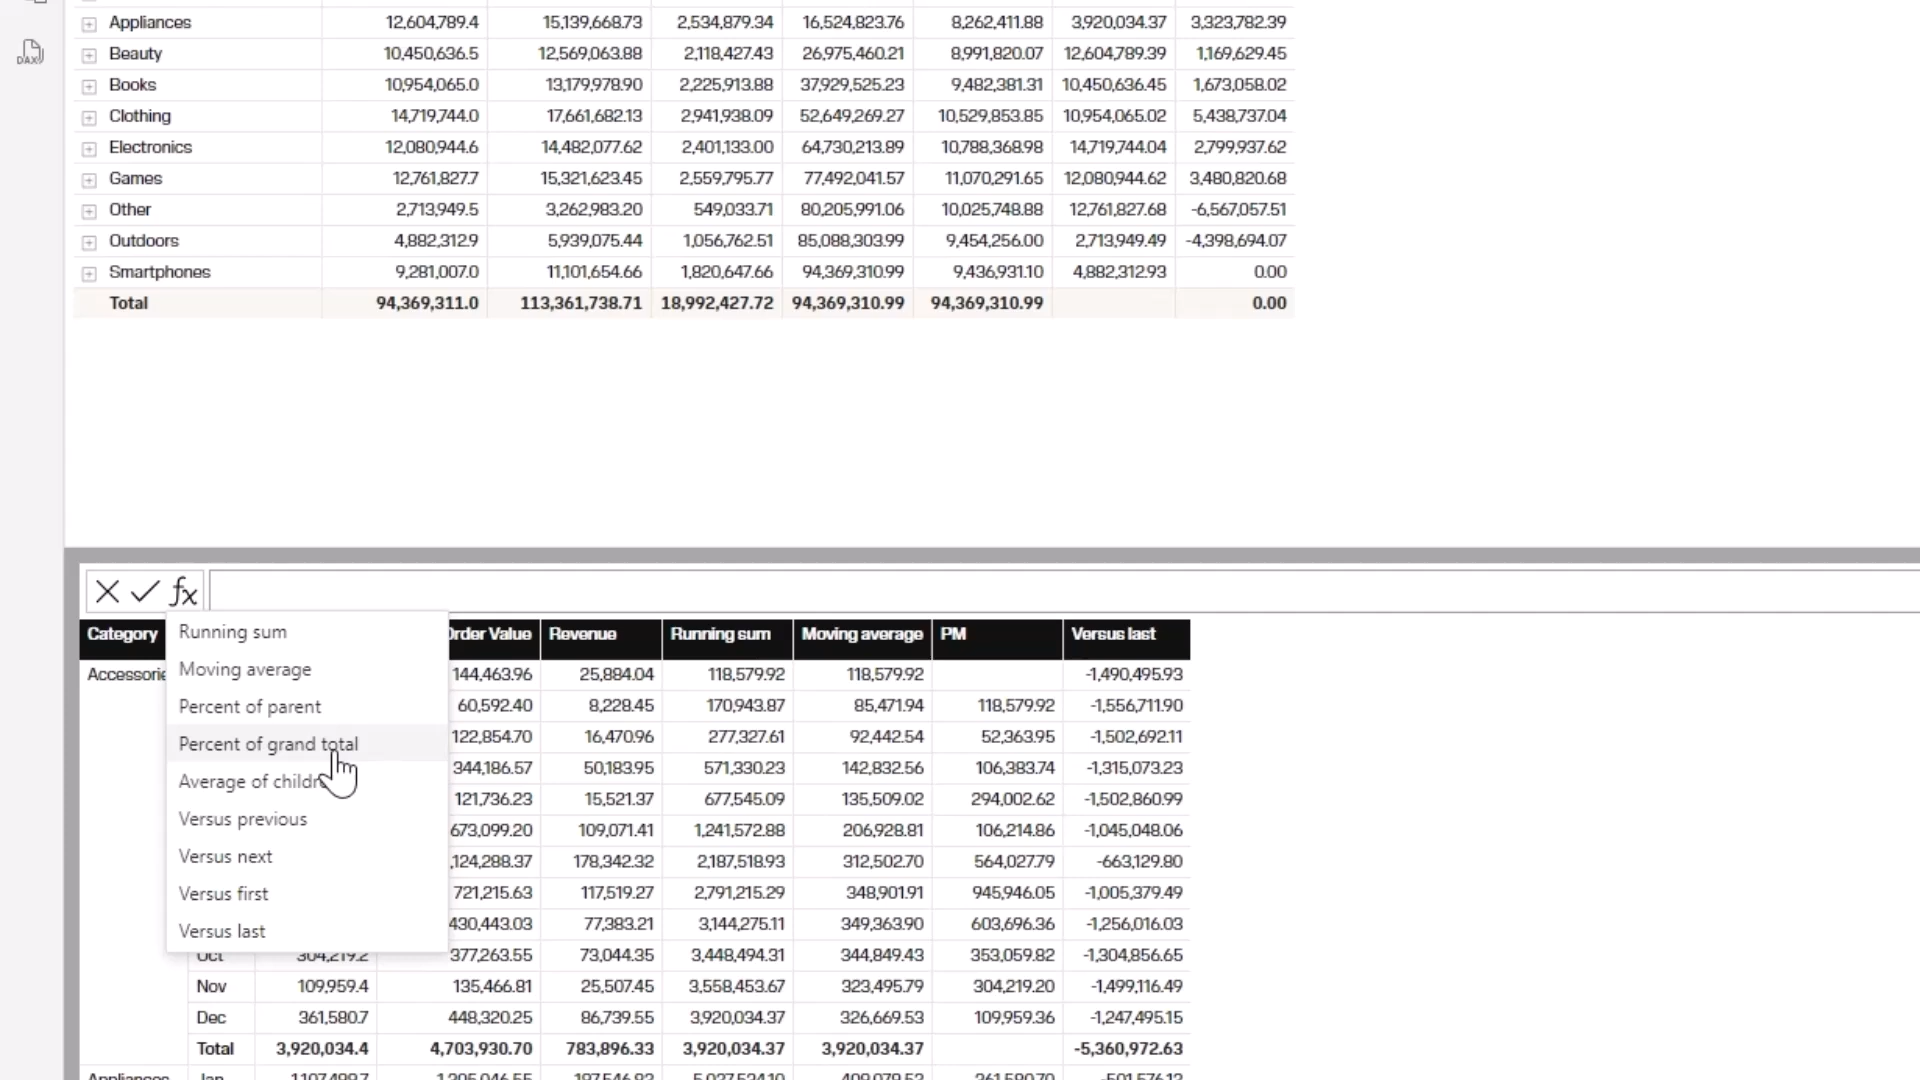 DAX
Appliances 12,604,789.4 15,139,668.73 2,534,879.34 16,524,823.76 8,262,411.88 3,920,034.37 3,323,782.39
Beauty 10,450,636.5 12,569,063.88 2,118,427.43 26,975,460.21 8,991,820.07 12,604,789.39 1,169,629.45
Books 10,954,065.0 13,179,978.90 2,225,913.88 37,929,525.23 9,482,381.31 10,450,636.45 1,673,058.02
Clothing 14,719,744.0 17,661,682.13 2,941,938.09 52,649,269.27 10,529,853.85 10,954,065.02 5,438,737.04
Electronics 12,080,944.6 14,482,077.62 2,401,133.00 64,730,213.89 10,788,368.98 14,719,744.04 2,799,937.62
Games 12,761,827.7 15,321,623.45 2,559,795.77 77,492,041.57 11,070,291.65 12,080,944.62 3,480,820.68
Other 2,713,949.5 3,262,983.20 549,033.71 80,205,991.06 10,025,748.88 12,761,827.68 -6,567,057.51
Outdoors 4,882,312.9 5,939,075.44 1,056,762.51 85,088,303.99 9,454,256.00 2,713,949.49 -4,398,694.07
Smartphones 9,281,007.0 11,101,654.66 1,820,647.66 94,369,310.99 9,436,931.10 4,882,312.93 0.00
Total 94,369,311.0 113,361,738.71 18,992,427.72 94,369,310.99 94,369,310.99 0.00
fx
Category Order Value Revenue Running sum Moving average PM Versus last
Running sum
Moving average
Percent of parent
Percent of grand total
Average of childre
Versus previous
Versus next
Versus first
Versus last
Accessorie 144,463.96 25,884.04 118,579.92 118,579.92 -1,490,495.93
60,592.40 8,228.45 170,943.87 85,471.94 118,579.92 -1,556,711.90
122,854.70 16,470.96 277,327.61 92,442.54 52,363.95 -1,502,692.11
344,186.57 50,183.95 571,330.23 142,832.56 106,383.74 -1,315,073.23
121,736.23 15,521.37 677,545.09 135,509.02 294,002.62 -1,502,860.99
673,099.20 109,071.41 1,241,572.88 206,928.81 106,214.86 -1,045,048.06
,124,288.37 178,342.32 2,187,518.93 312,502.70 564,027.79 -663,129.80
721,215.63 117,519.27 2,791,215.29 348,901.91 945,946.05 -1,005,379.49
430,443.03 77,383.21 3,144,275.11 349,363.90 603,696.36 -1,256,016.03
Oct 304,219.2 377,263.55 73,044.35 3,448,494.31 344,849.43 353,059.82 -1,304,856.65
Nov 109,959.4 135,466.81 25,507.45 3,558,453.67 323,495.79 304,219.20 -1,499,116.49
Dec 361,580.7 448,320.25 86,739.55 3,920,034.37 326,669.53 109,959.36 -1,247,495.15
Total 3,920,034.4 4,703,930.70 783,896.33 3,920,034.37 3,920,034.37 -5,360,972.63
Appliances Jan